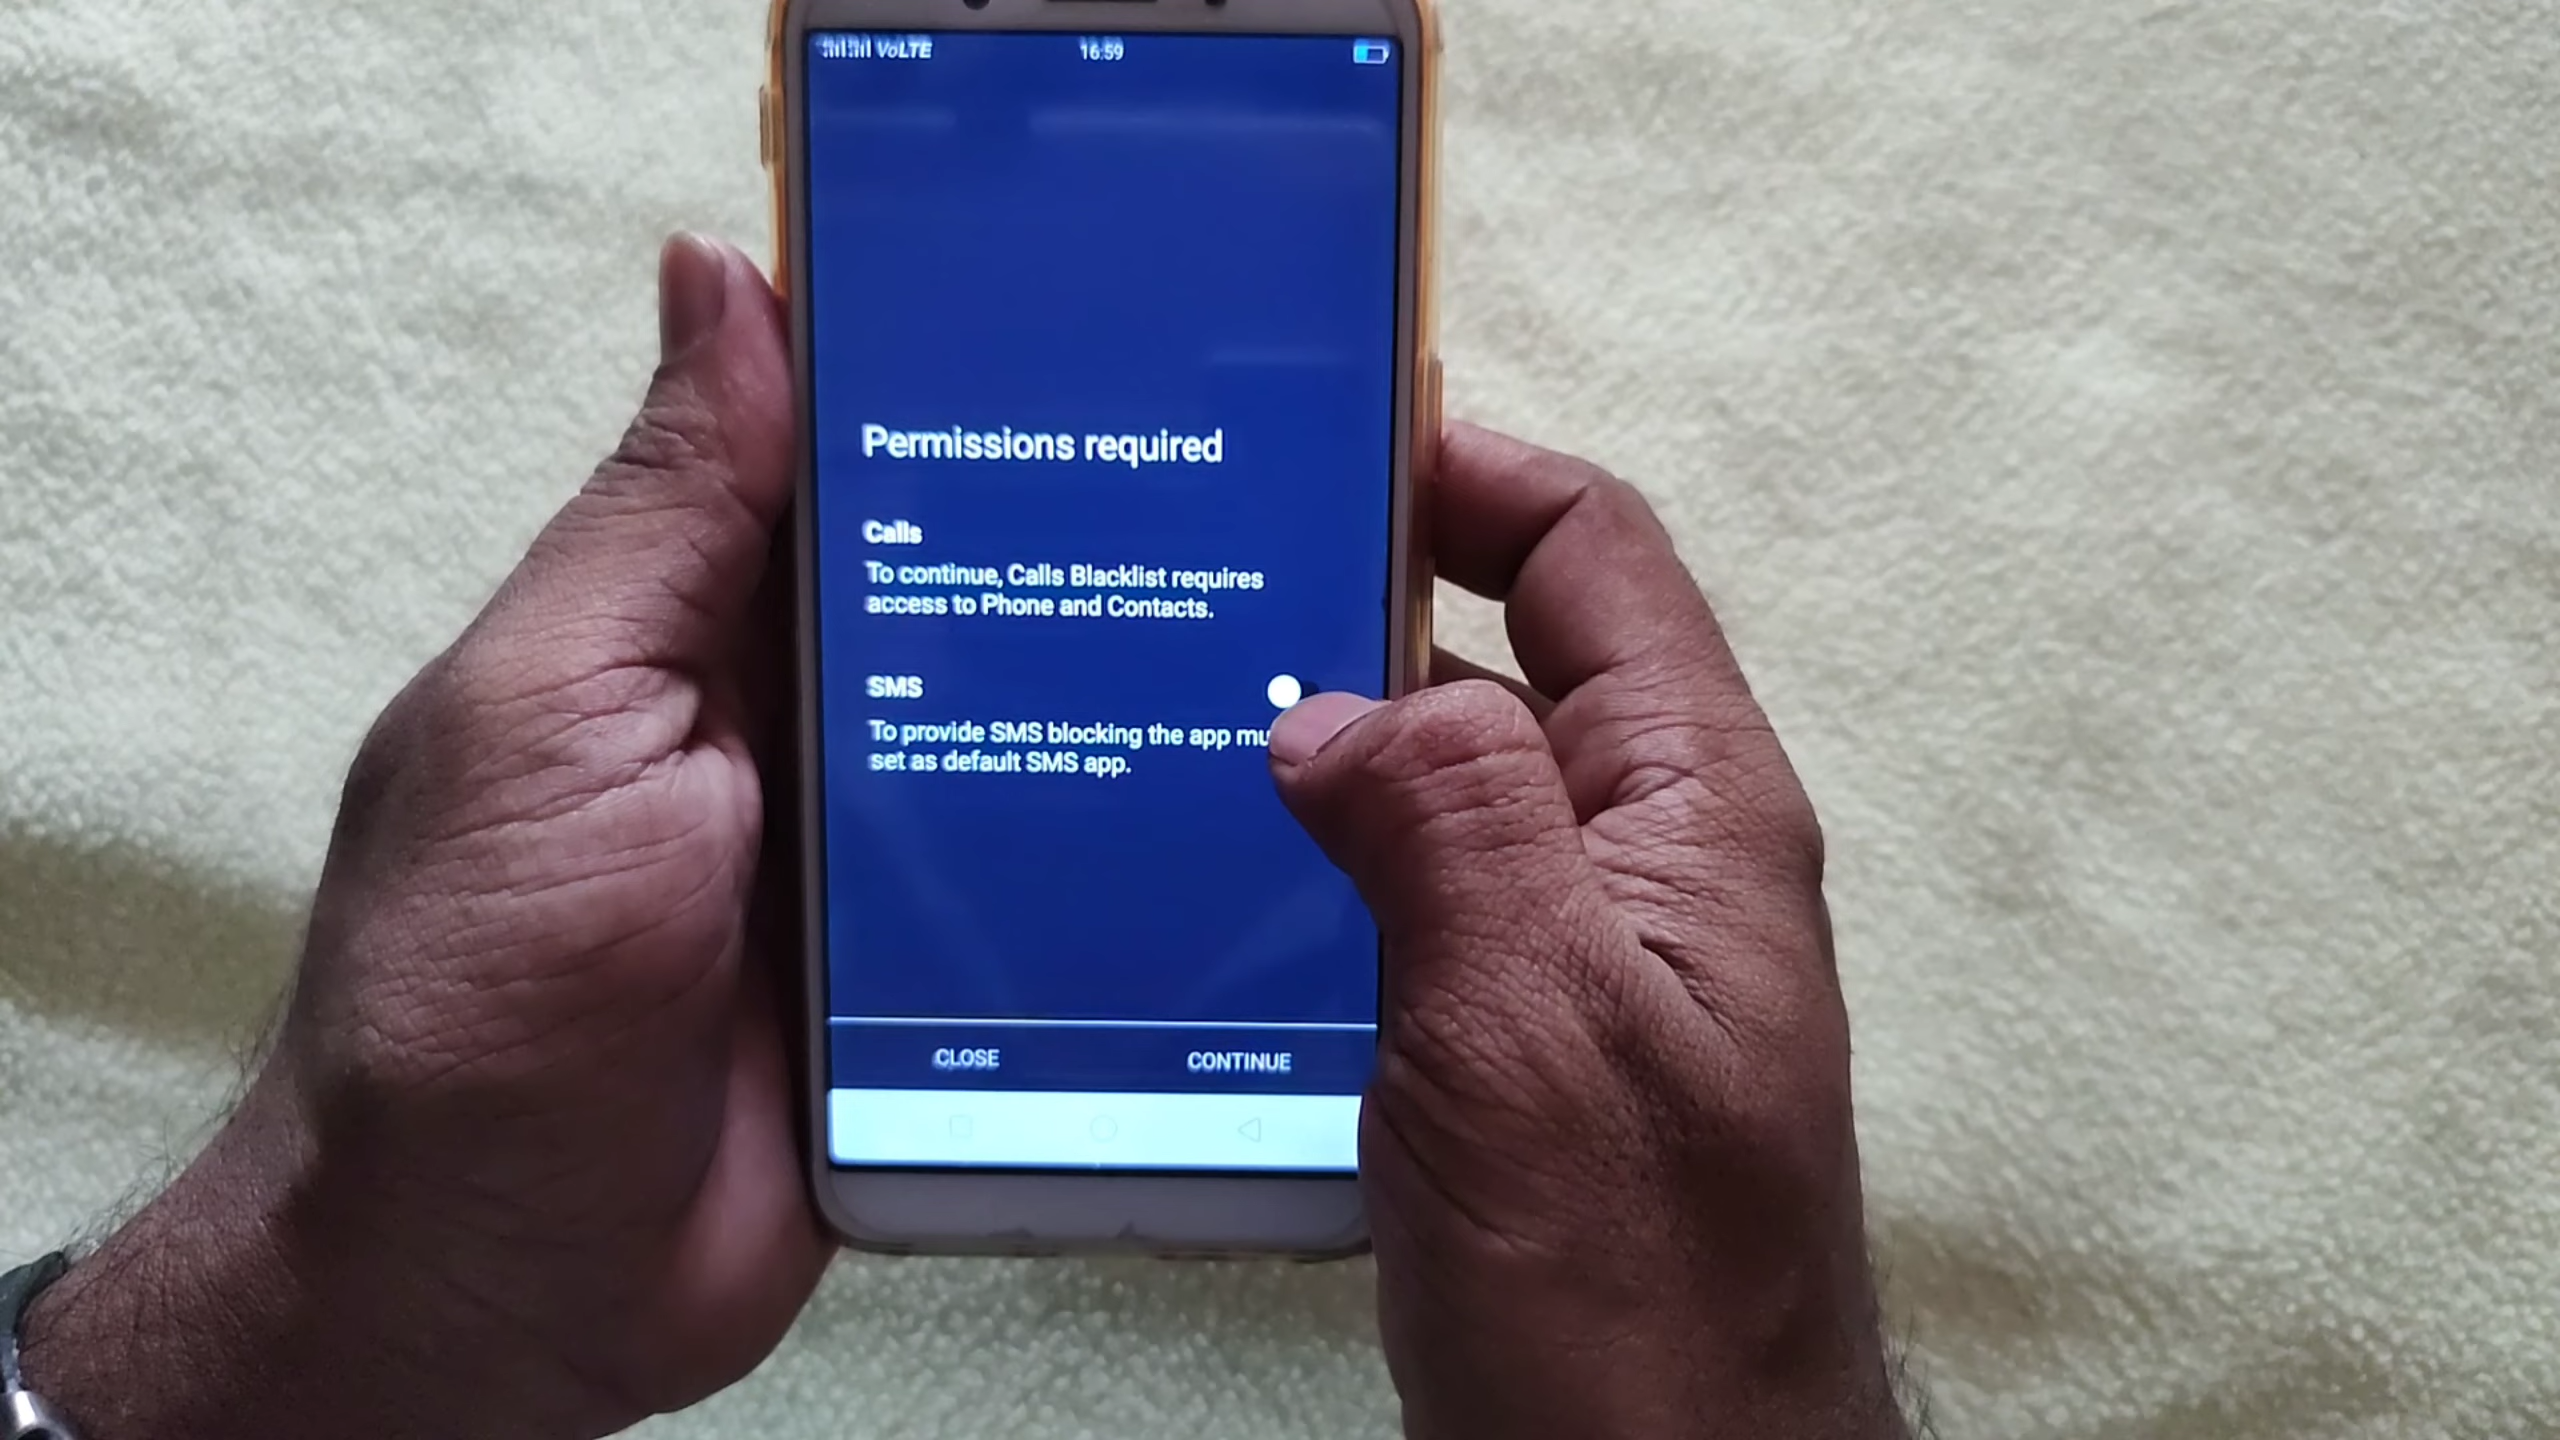 VoLTE 16:59
Permissions required
Calls
To continue, Calls Blacklist requires
access to Phone and Contacts.
SMS
To provide SMS blocking the app
set as default SMS app.
CLOSE CONTINUE